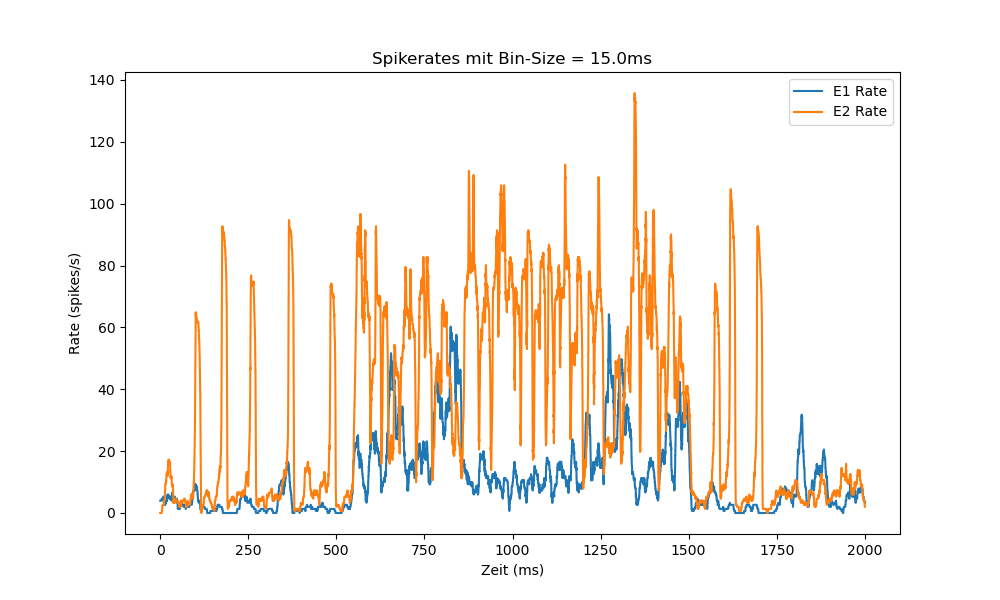 Spikerates mit Bin-Size = 15.0ms
140
120
100
80
60
40
20
0
Rate (spikes/s)
E1 Rate
E2 Rate
0 250 500 750 1000 1250 1500 1750 2000
Zeit (ms)